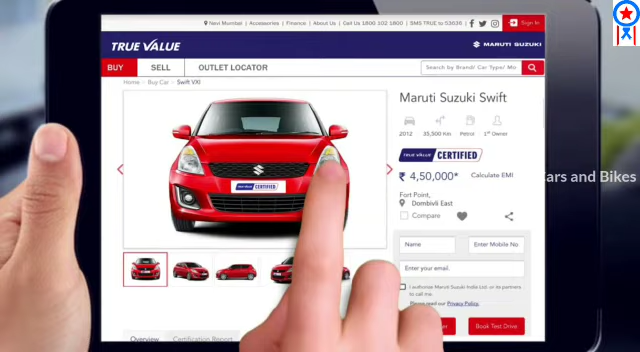 Navi Mumbai | Accessories | Finance | About Us | Call Us 1800 102 1800 | SMS TRUE to 53636 | Sign In
TRUE VALUE
MARUTI SUZUKI
BUY SELL OUTLET LOCATOR
Search by Brand/ Car Type/ Mo
Home - Buy Car - Swift VXI
Maruti Suzuki Swift
2012 35,500 Km Petrol 1st Owner
TRUE VALUE CERTIFIED
₹ 4,50,000* Calculate EMI
Cars and Bikes
Fort Point,
Dombivli East
Compare
CERTIFIED
Name Enter Mobile No
Enter your email.
I authorise Maruti Suzuki India Ltd. or its partners
to call me.
Please read our Privacy Policy.
Book Test Drive
Overview Certification Report